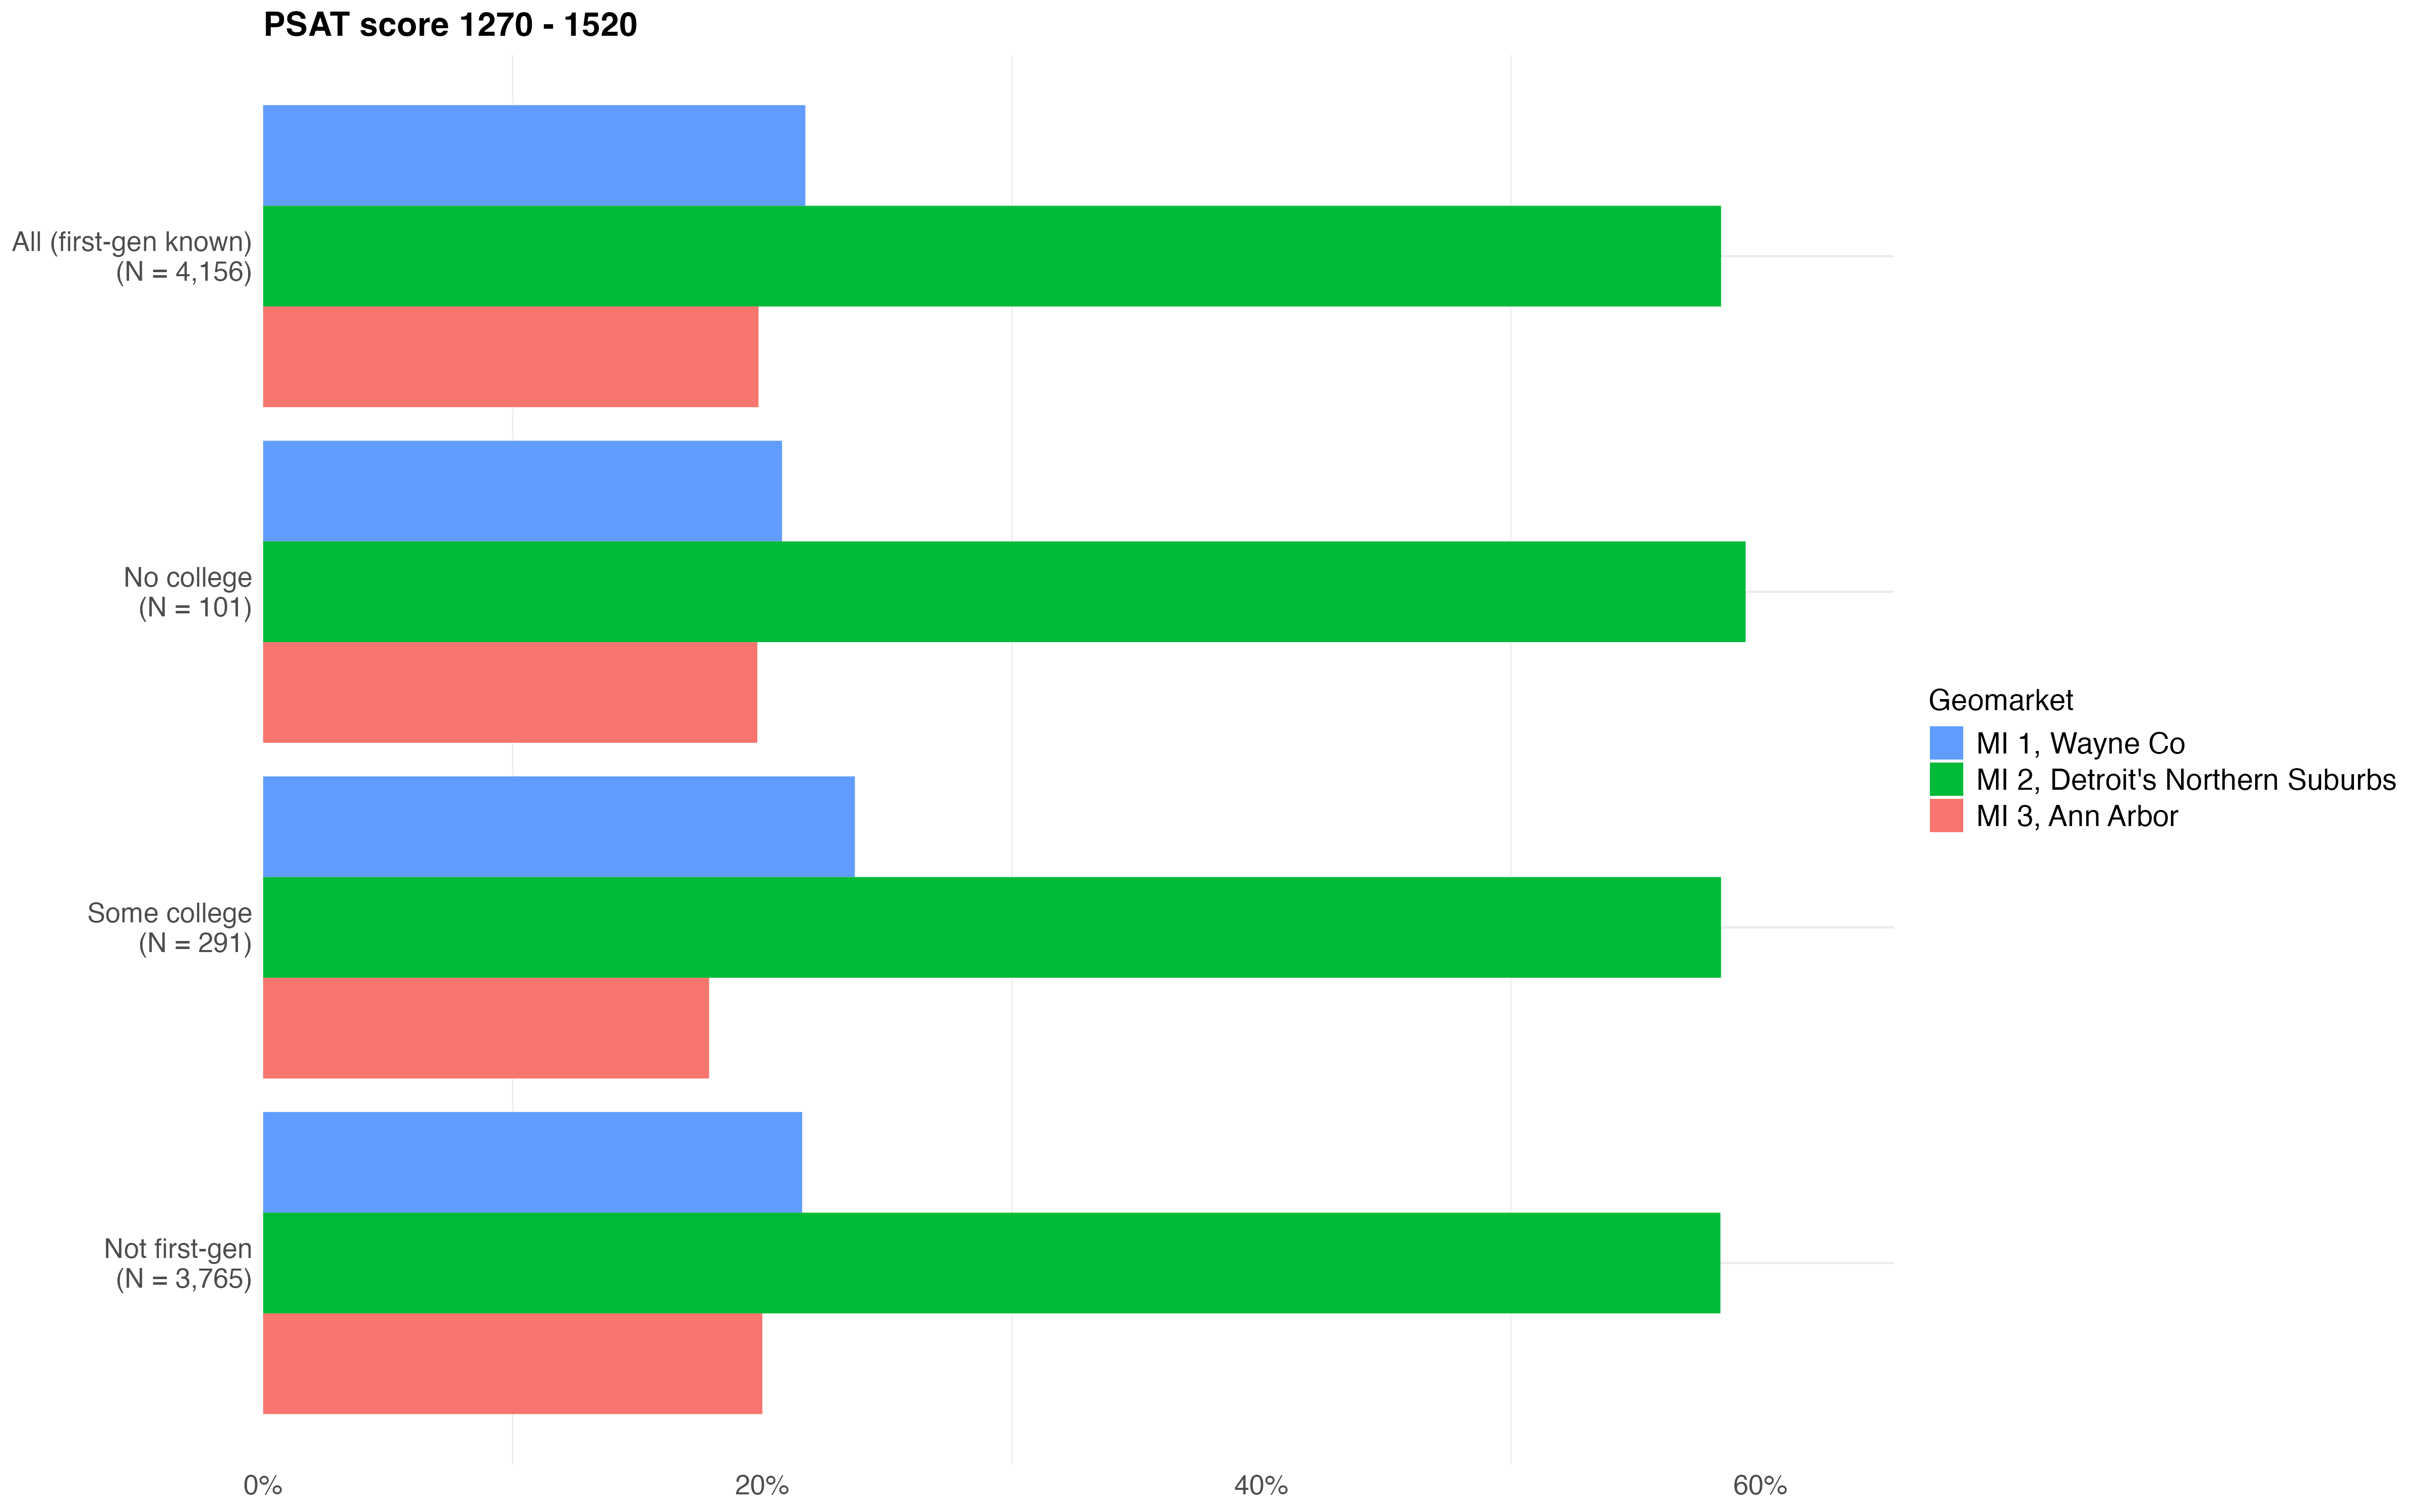 PSAT score 1270 - 1520
All (first-gen known)
(N = 4,156)
No college
(N = 101)
Some college
(N = 291)
Not first-gen
(N = 3,765)
0%
20%
40%
60%
Geomarket
MI 1, Wayne Co
MI 2, Detroit's Northern Suburbs
MI 3, Ann Arbor